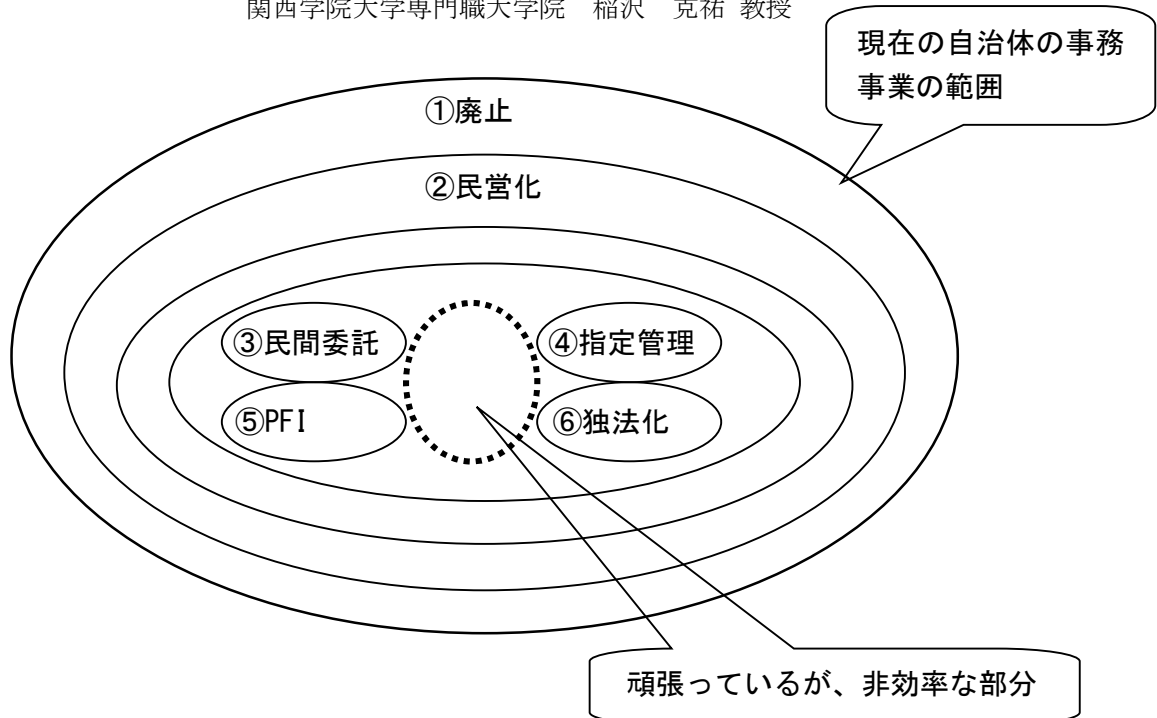 関西学院大学専門職大学院　稲沢　克祐 教授
現在の自治体の事務
事業の範囲
①廃止
②民営化
③民間委託
④指定管理
⑤PFI
⑥独法化
頑張っているが、非効率な部分